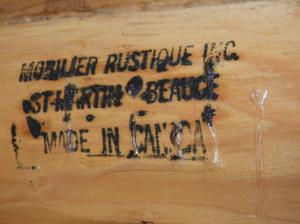 MOBILIER RUSTIQUE INC.
ST-MARTIN BEAUCE
MADE IN CANADA